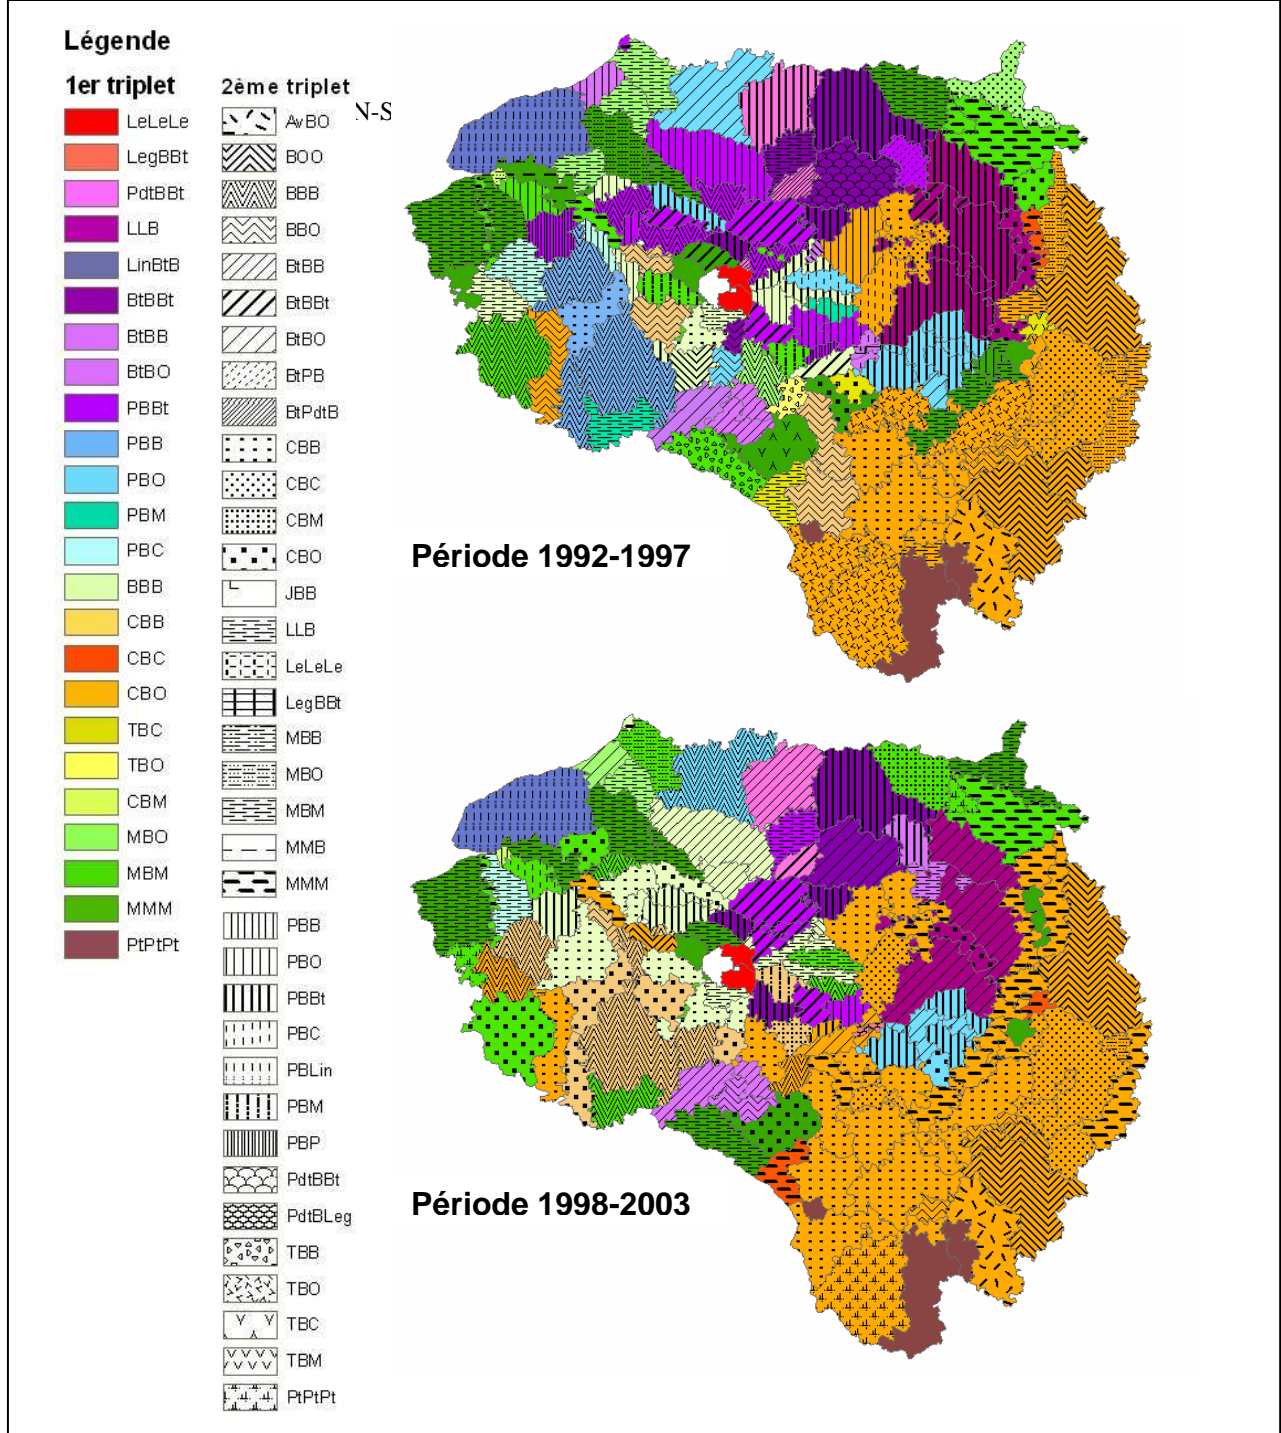 Légende
1er triplet
LeLeLe
LegBBt
PdtBBt
LLB
LinBtB
BtBBt
BtBB
BtBO
PBBt
PBB
PBO
PBM
PBC
BBB
CBB
CBC
CBO
TBC
TBO
CBM
MBO
MBM
MMM
PtPtPt
2ème triplet
AvBO
BOO
BBB
BBO
BtBB
BtBBt
BtBO
BtPB
BtPdtB
CBB
CBC
CBM
CBO
JBB
LLB
LeLeLe
LegBBt
MBB
MBO
MBM
MMB
MMM
PBB
PBO
PBBt
PBC
PBLin
PBM
PBP
PdtBBt
PdtBLeg
TBB
TBO
TBC
TBM
PtPtPt
N-S
Période 1992-1997
Période 1998-2003